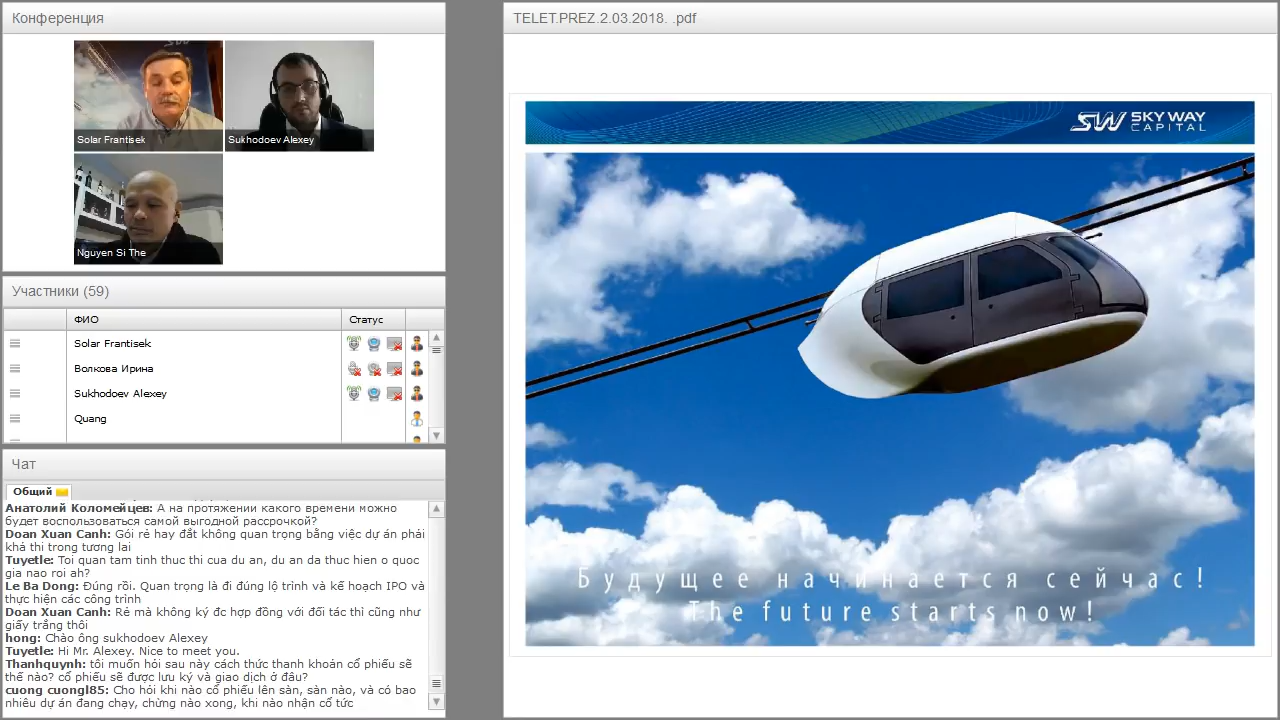 Конференция
Solar Frantisek
Sukhodoev Alexey
Nguyen Si The
Участники (59)
ФИО
Статус
Solar Frantisek
Волкова Ирина
Sukhodoev Alexey
Quang
Чат
Общий
Анатолий Коломейцев: А на протяжении какого времени можно
будет воспользоваться самой выгодной рассрочкой?
Doan Xuan Canh: Gói rẻ hay đắt không quan trọng bằng việc dự án phải
khả thi trong tương lai
Tuyetle: Toi quan tam tinh thuc thi cua du an, du an da thuc hien o quoc
gia nao roi ah?
Le Ba Dong: Đúng rồi. Quan trọng là đi đúng lộ trình và kế hoạch IPO và
thực hiện các công trình
Doan Xuan Canh: Rẻ mà không ký đc hợp đồng với đối tác thì cũng như
giấy trắng thôi
hong: Chào ông sukhodoev Alexey
Tuyetle: Hi Mr. Alexey. Nice to meet you.
Thanhquynh: tôi muốn hỏi sau này cách thức thanh khoản cổ phiếu sẽ
thế nào? cổ phiếu sẽ được lưu ký và giao dịch ở đâu?
cuong cuongl85: Cho hỏi khi nào cổ phiếu lên sàn, sàn nào, và có bao
nhiêu dự án đang chạy, chừng nào xong, khi nào nhận cổ tức
TELET.PREZ.2.03.2018. .pdf
SW SKY WAY
CAPITAL
Будущее начинается сейчас!
The future starts now!